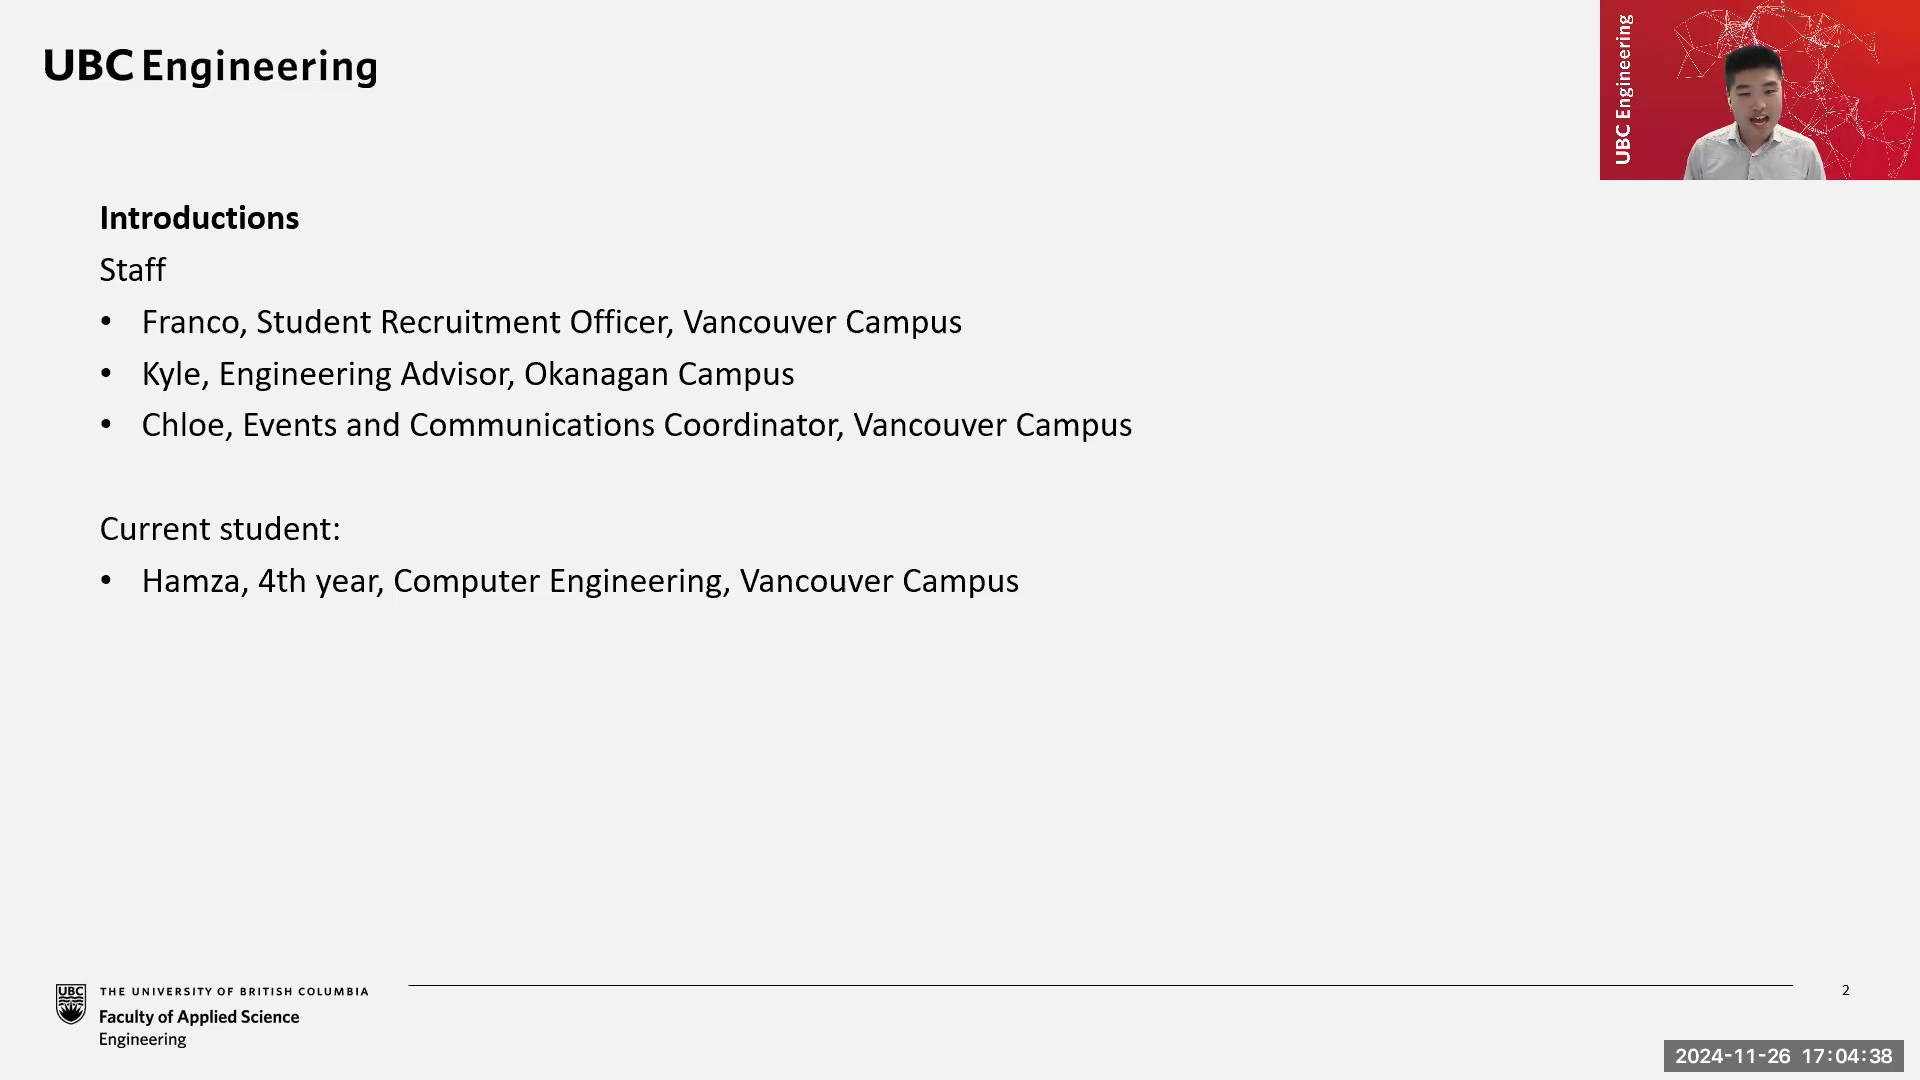 UBC Engineering
UBC Engineering
Introductions
Staff
• Franco, Student Recruitment Officer, Vancouver Campus
• Kyle, Engineering Advisor, Okanagan Campus
• Chloe, Events and Communications Coordinator, Vancouver Campus
Current student:
• Hamza, 4th year, Computer Engineering, Vancouver Campus
UBC
THE UNIVERSITY OF BRITISH COLUMBIA
Faculty of Applied Science
Engineering
2
2024-11-26 17:04:38